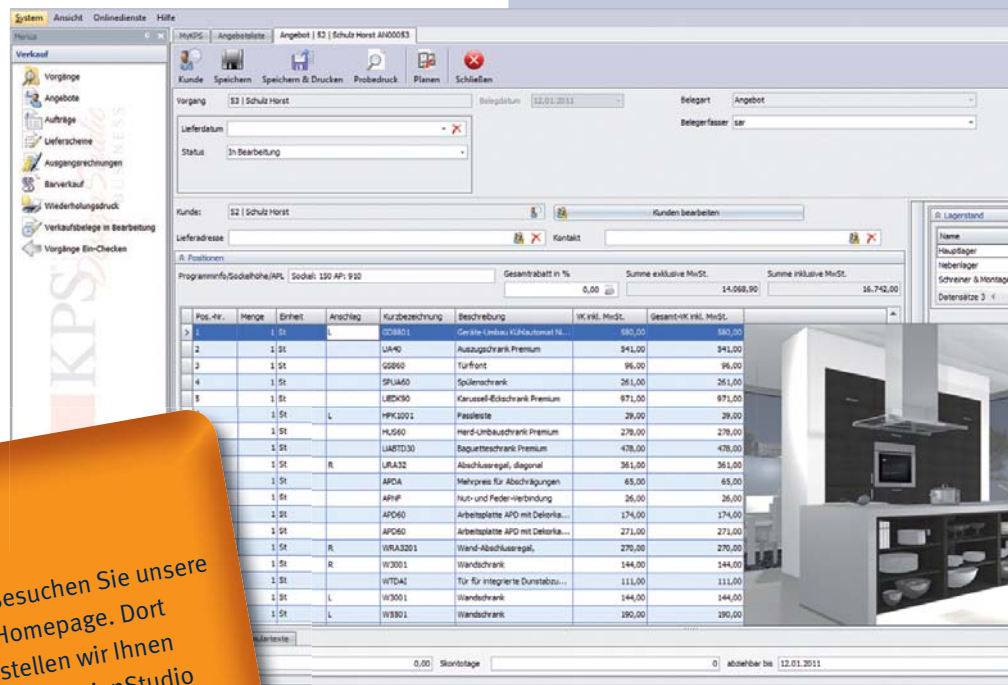 System Ansicht Onlinedienste Hilfe
Menüs
MyKPS Angebotsliste Angebot | 53 | Schulz Horst AN00053
Verkauf
Vorgänge
Angebote
Aufträge
Lieferscheine
Ausgangsrechnungen
Barverkauf
Wiederholungsdruck
Verkaufsbelege in Bearbeitung
Vorgänge Ein-Checken
KPS
BUSINESS
Kunde Speichern Speichern & Drucken Probedruck Planen Schließen
Vorgang 53 | Schulz Horst Belegdatum 12.01.2011 Belegart Angebot
Belegerfasser sar
Lieferdatum
Status In Bearbeitung
Kunde: 52 | Schulz Horst Kunden bearbeiten
Lieferadresse Kontakt
Positionen
Programminfo/Sockelhöhe/APL Sockel: 150 AP: 910
Gesamtrabatt in % Summe exklusive MwSt. Summe inklusive MwSt.
0,00 14.068,90 16.742,00
Lagerstand
Name
Hauptlager
Nebenlager
Schreiner & Montage
Datensätze 3
Pos.-Nr. Menge Einheit Anschlag Kurzbezeichnung Beschreibung VK inkl. MwSt. Gesamt-VK inkl. MwSt.
1 1 St L GD8801 Geräte-Umbau Kühlautomat Ni... 580,00 580,00
2 1 St UA40 Auszugschrank Premium 541,00 541,00
3 1 St GS860 Türfront 96,00 96,00
4 1 St SPUA60 Spülenschrank 261,00 261,00
5 1 St UEDK90 Karussell-Eckschrank Premium 971,00 971,00
1 St L HPK1001 Passleiste 29,00 29,00
1 St HUS60 Herd-Umbauschrank Premium 278,00 278,00
1 St UABTD30 Baguetteschrank Premium 478,00 478,00
1 St R URA32 Abschlussregal, diagonal 361,00 361,00
1 St APDA Mehrpreis für Abschrägungen 65,00 65,00
1 St APNF Nut- und Feder-Verbindung 26,00 26,00
1 St APD60 Arbeitsplatte APD mit Dekorka... 174,00 174,00
1 St APD60 Arbeitsplatte APD mit Dekorka... 271,00 271,00
1 St R WRA3201 Wand-Abschlussregal, 270,00 270,00
1 St R W3001 Wandschrank 144,00 144,00
1 St WTDAI Tür für integrierte Dunstabzu... 111,00 111,00
1 St L W3001 Wandschrank 144,00 144,00
1 St L W5501 Wandschrank 190,00 190,00
0,00 Skontotage 0 abziehbar bis 12.01.2011
Besuchen Sie unsere
Homepage. Dort
stellen wir Ihnen